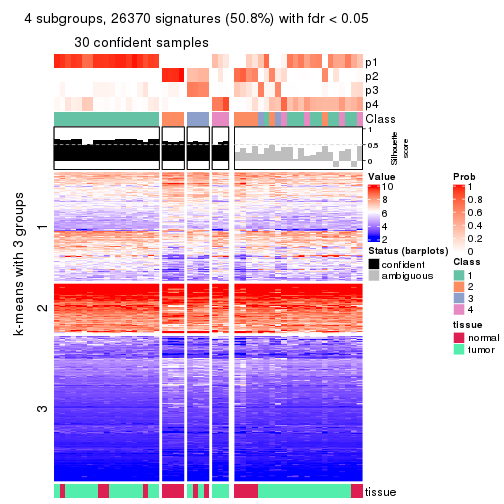 4 subgroups, 26370 signatures (50.8%) with fdr < 0.05
30 confident samples
p1
p2
p3
p4
Class
1
0.5
0
Silhouette
score
k-means with 3 groups
1
2
3
tissue
Value
10
8
6
4
2
Status (barplots)
confident
ambiguous
Prob
1
0.8
0.6
0.4
0.2
0
Class
1
2
3
4
tissue
normal
tumor